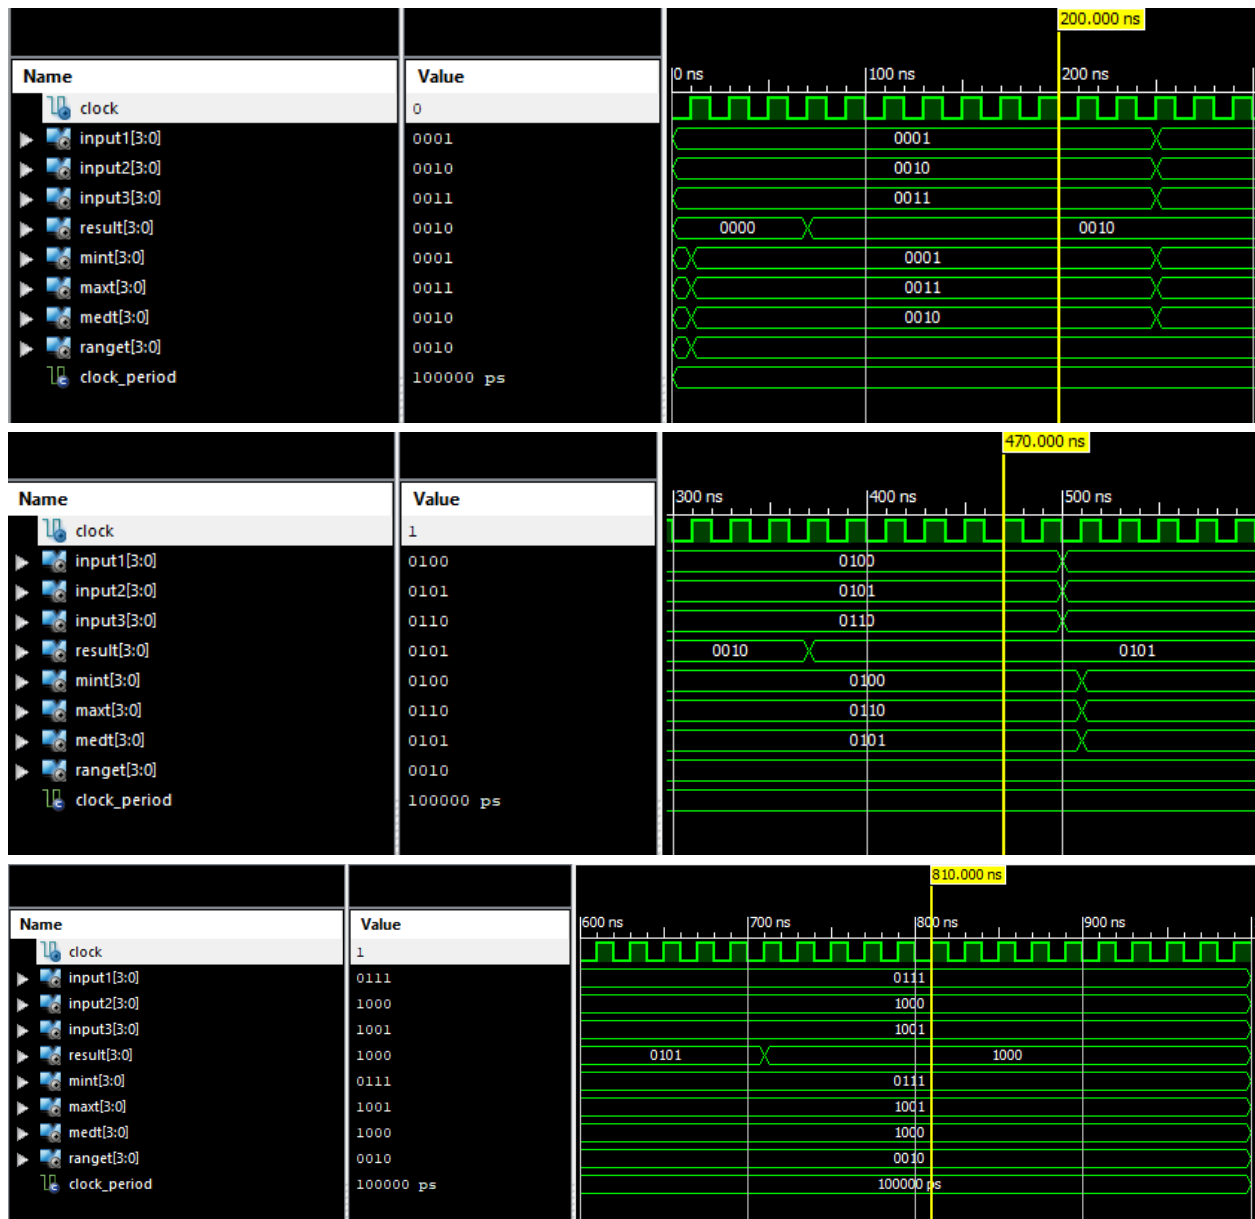 200.000 ns
Name Value 0 ns 100 ns 200 ns
clock 0
input1[3:0] 0001 0001
input2[3:0] 0010 0010
input3[3:0] 0011 0011
result[3:0] 0010 0000 0010
mint[3:0] 0001 0001
maxt[3:0] 0011 0011
medt[3:0] 0010 0010
ranget[3:0] 0010
clock_period 100000 ps
470.000 ns
Name Value 300 ns 400 ns 500 ns
clock 1
input1[3:0] 0100 0100
input2[3:0] 0101 0101
input3[3:0] 0110 0110
result[3:0] 0101 0010 0101
mint[3:0] 0100 0100
maxt[3:0] 0110 0110
medt[3:0] 0101 0101
ranget[3:0] 0010
clock_period 100000 ps
810.000 ns
Name Value 600 ns 700 ns 800 ns 900 ns
clock 1
input1[3:0] 0111 0111
input2[3:0] 1000 1000
input3[3:0] 1001 1001
result[3:0] 1000 0101 1000
mint[3:0] 0111 0111
maxt[3:0] 1001 1001
medt[3:0] 1000 1000
ranget[3:0] 0010 0010
clock_period 100000 ps 100000 ps